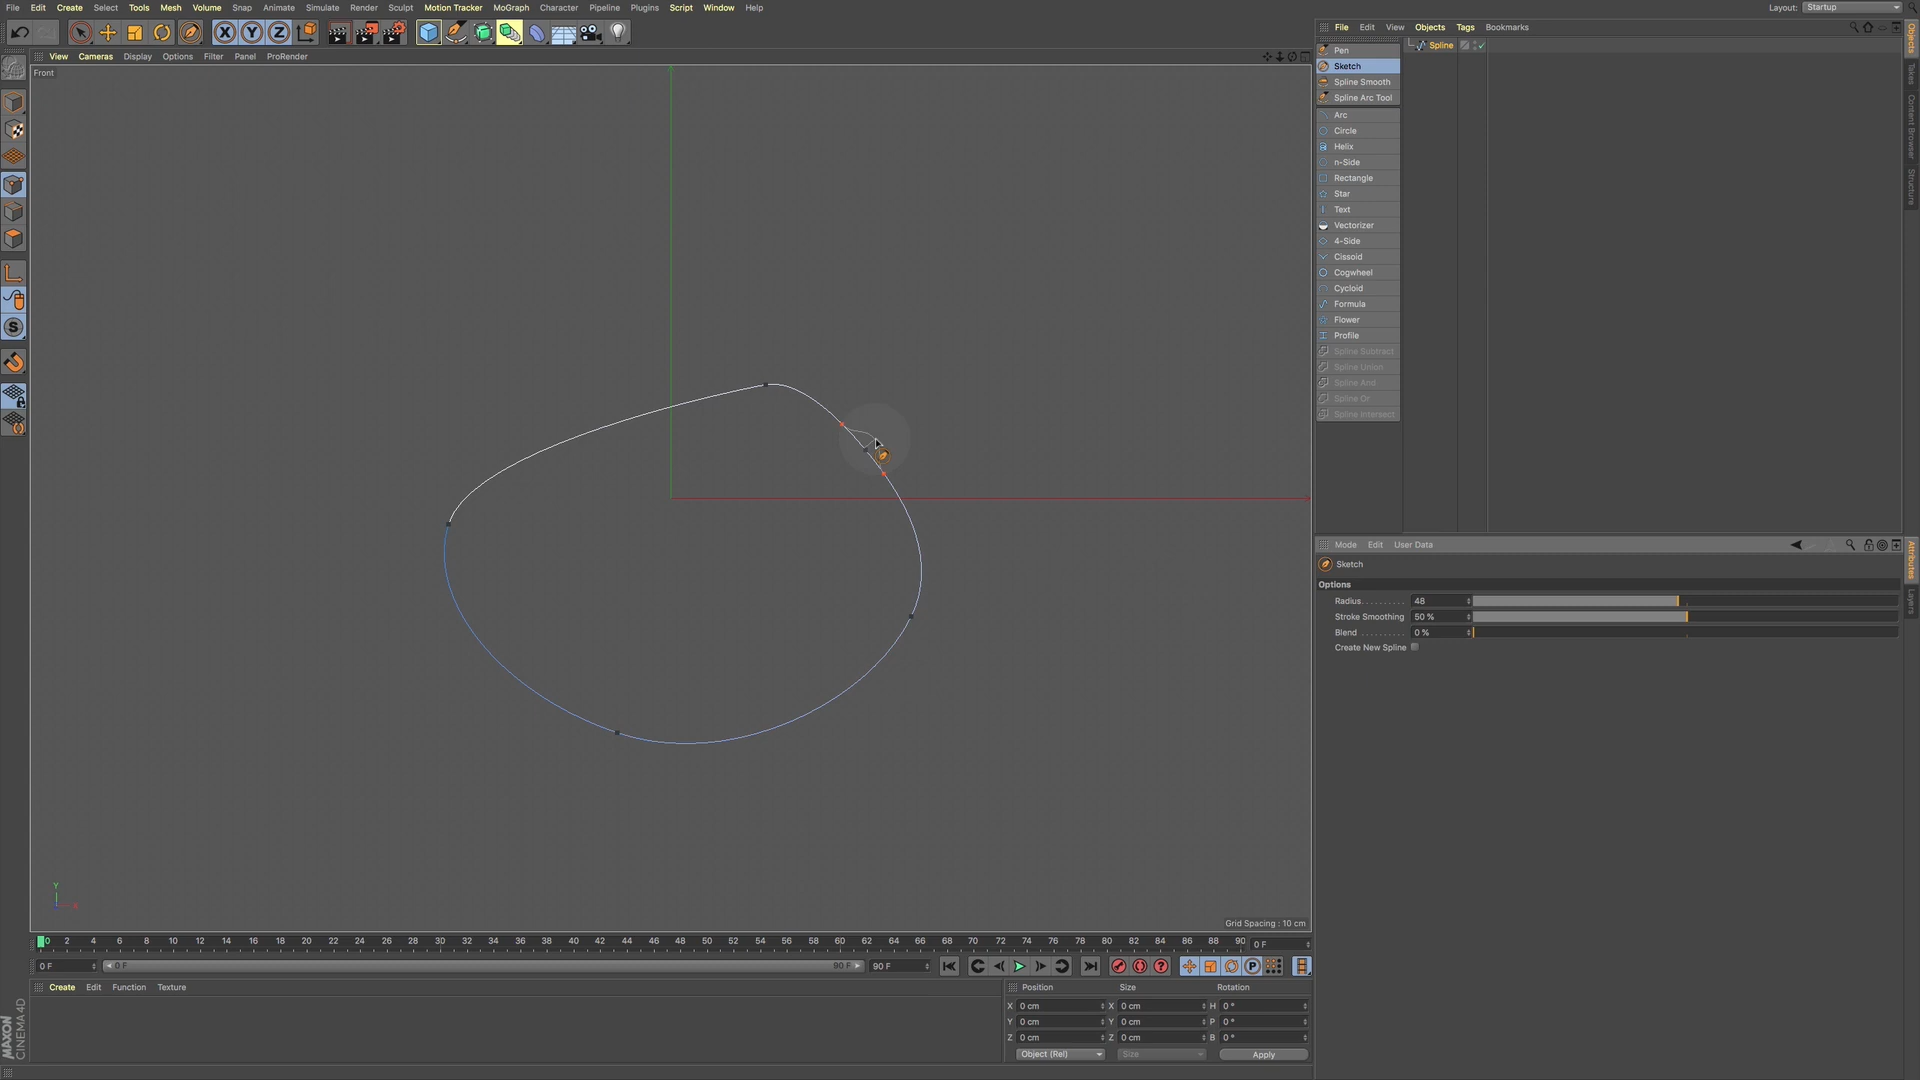 File Edit Create Select Tools Mesh Volume Snap Animate Simulate Render Sculpt Motion Tracker MoGraph Character Pipeline Plugins Script Window Help
Layout: Startup
X Y Z
View Cameras Display Options Filter Panel ProRender
Front
File Edit View Objects Tags Bookmarks
Spline
Pen
Sketch
Spline Smooth
Spline Arc Tool
Arc
Circle
Helix
n-Side
Rectangle
Star
Text
Vectorizer
4-Side
Cissoid
Cogwheel
Cycloid
Formula
Flower
Profile
Spline Subtract
Spline Union
Spline And
Spline Or
Spline Intersect
Objects
Takes
Content Browser
Structure
S
Mode Edit User Data
Sketch
Options
Radius 48
Stroke Smoothing 50 %
Blend 0 %
Create New Spline
Attributes
Layers
Y
X
Grid Spacing : 10 cm
0 2 4 6 8 10 12 14 16 18 20 22 24 26 28 30 32 34 36 38 40 42 44 46 48 50 52 54 56 58 60 62 64 66 68 70 72 74 76 78 80 82 84 86 88 90
0 F
0 F 0 F 90 F 90 F
? P
Create Edit Function Texture
Position Size Rotation
X 0 cm X 0 cm H 0 °
Y 0 cm Y 0 cm P 0 °
Z 0 cm Z 0 cm B 0 °
Object (Rel) Size Apply
MAXON
CINEMA 4D